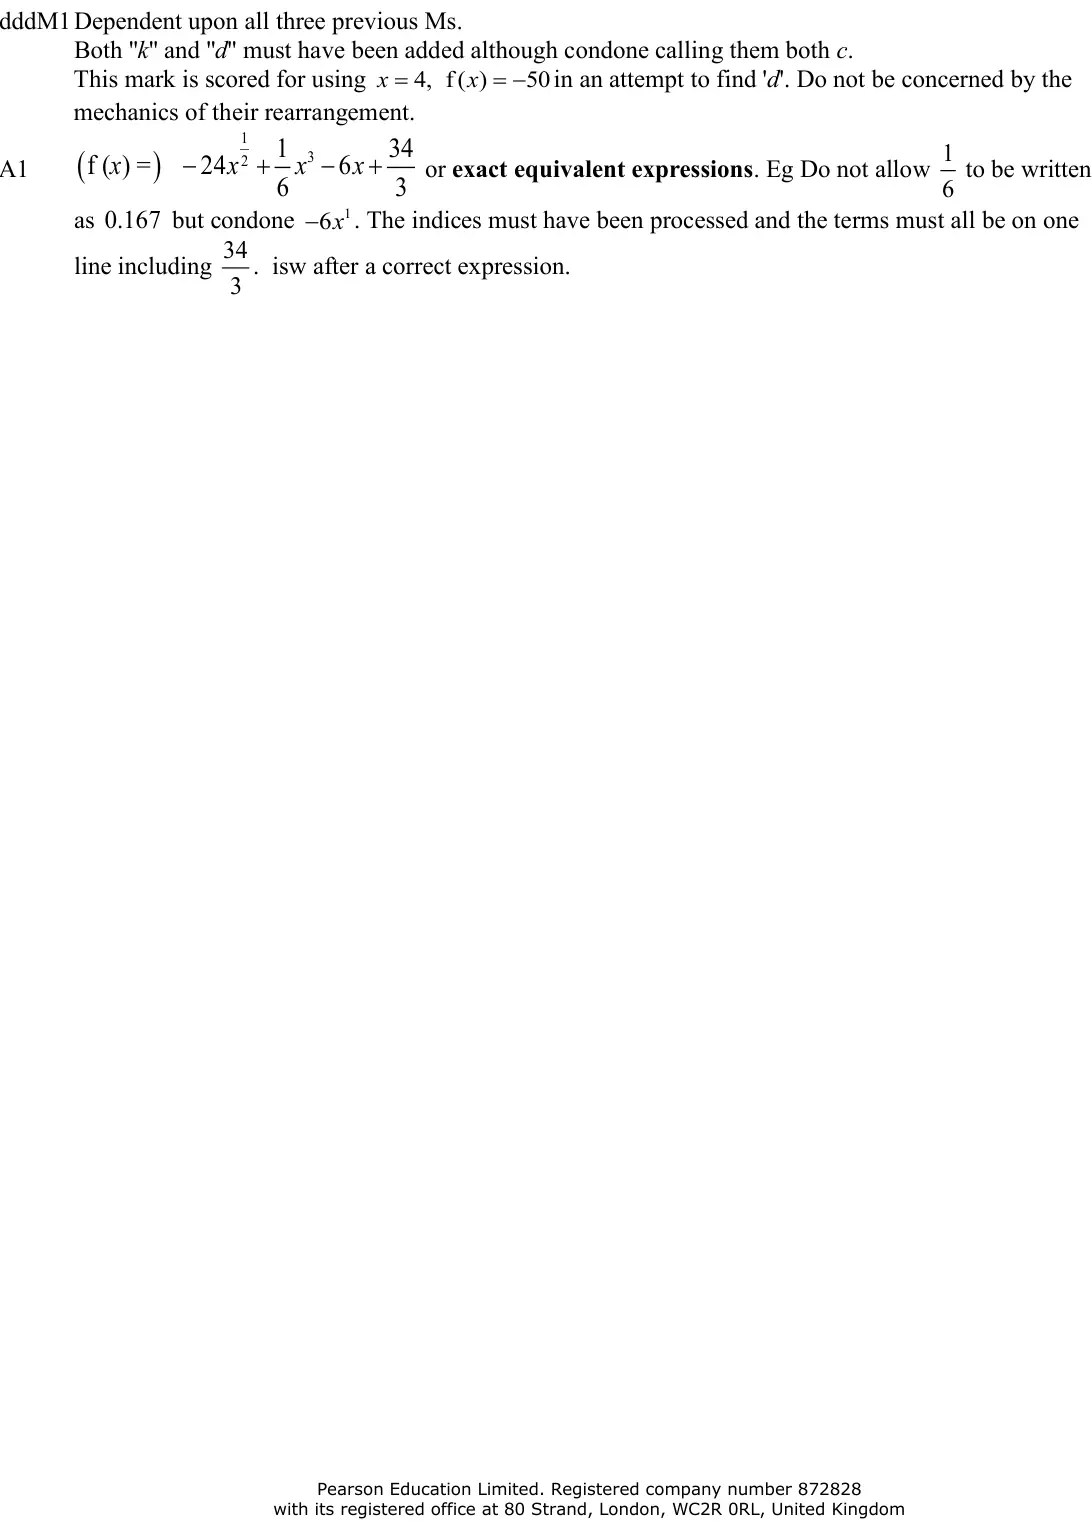 dddM1 Dependent upon all three previous Ms.
Both "k" and "d" must have been added although condone calling them both c.
This mark is scored for using x = 4, f(x) = −50 in an attempt to find 'd'. Do not be concerned by the
mechanics of their rearrangement.
A1 (f (x) =) −24x^{1/2} + 1/6 x³ − 6x + 34/3 or exact equivalent expressions. Eg Do not allow 1/6 to be written
as 0.167 but condone −6x¹. The indices must have been processed and the terms must all be on one
line including 34/3. isw after a correct expression.
Pearson Education Limited. Registered company number 872828
with its registered office at 80 Strand, London, WC2R 0RL, United Kingdom